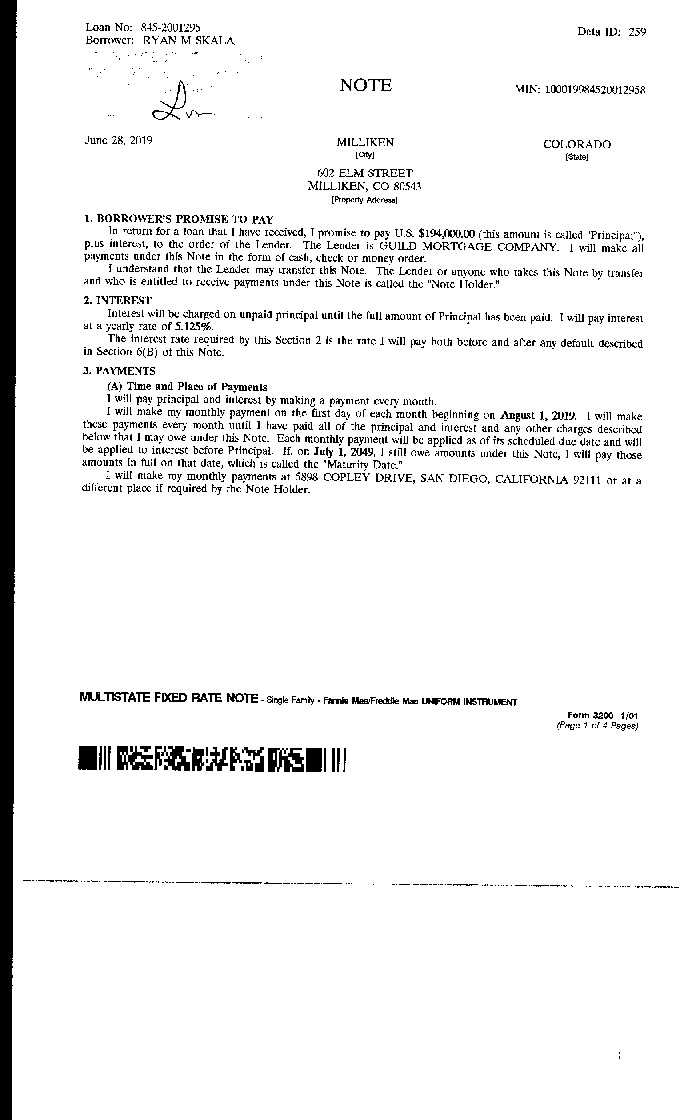 Loan No: 845-2001295
Borrower: RYAN M SKALA
Data ID: 259
NOTE
MIN: 100019984520012958
June 28, 2019
MILLIKEN
[City]
COLORADO
[State]
602 ELM STREET
MILLIKEN, CO 80543
[Property Address]
1. BORROWER'S PROMISE TO PAY
In return for a loan that I have received, I promise to pay U.S. $194,000.00 (this amount is called "Principal"),
plus interest, to the order of the Lender. The Lender is GUILD MORTGAGE COMPANY. I will make all
payments under this Note in the form of cash, check or money order.
I understand that the Lender may transfer this Note. The Lender or anyone who takes this Note by transfer
and who is entitled to receive payments under this Note is called the "Note Holder."
2. INTEREST
Interest will be charged on unpaid principal until the full amount of Principal has been paid. I will pay interest
at a yearly rate of 5.125%.
The interest rate required by this Section 2 is the rate I will pay both before and after any default described
in Section 6(B) of this Note.
3. PAYMENTS
(A) Time and Place of Payments
I will pay principal and interest by making a payment every month.
I will make my monthly payment on the first day of each month beginning on August 1, 2019. I will make
these payments every month until I have paid all of the principal and interest and any other charges described
below that I may owe under this Note. Each monthly payment will be applied as of its scheduled due date and will
be applied to interest before Principal. If, on July 1, 2049, I still owe amounts under this Note, I will pay those
amounts in full on that date, which is called the "Maturity Date."
I will make my monthly payments at 5898 COPLEY DRIVE, SAN DIEGO, CALIFORNIA 92111 or at a
different place if required by the Note Holder.
MULTISTATE FIXED RATE NOTE - Single Family - Fannie Mae/Freddie Mac UNIFORM INSTRUMENT
Form 3200 1/01
(Page 1 of 4 Pages)